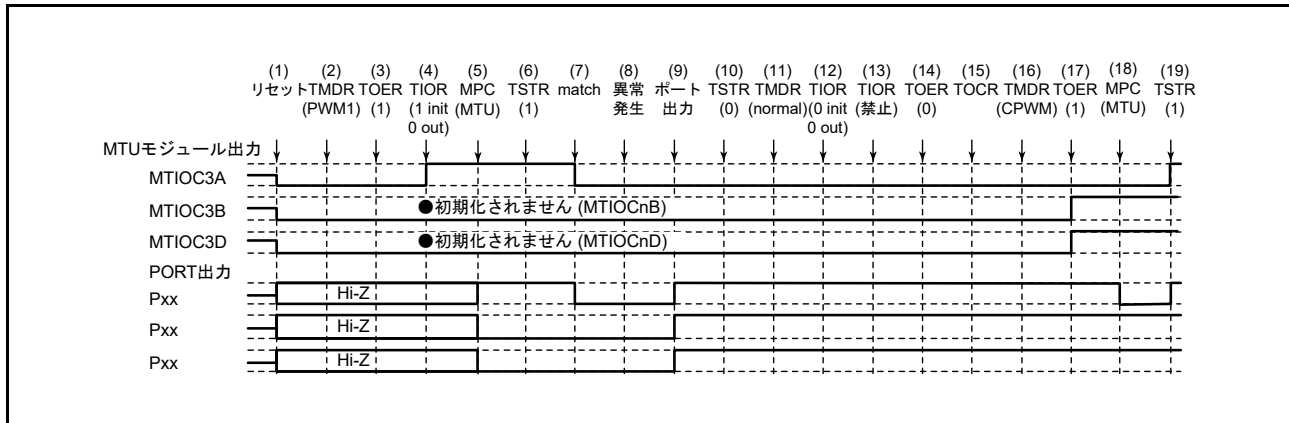 (1) (2) (3) (4) (5) (6) (7) (8) (9) (10) (11) (12) (13) (14) (15) (16) (17) (18) (19)
リセット TMDR TOER TIOR MPC TSTR match 異常 ポート TSTR TMDR TIOR TIOR TOER TOCR TMDR TOER MPC TSTR
(PWM1) (1) (1 init (MTU) (1) 発生 出力 (0) (normal) (0 init (禁止) (0) (CPWM) (1) (MTU) (1)
0 out) 0 out)
MTUモジュール出力
MTIOC3A
MTIOC3B ●初期化されません (MTIOCnB)
MTIOC3D ●初期化されません (MTIOCnD)
PORT出力
Pxx Hi-Z
Pxx Hi-Z
Pxx Hi-Z